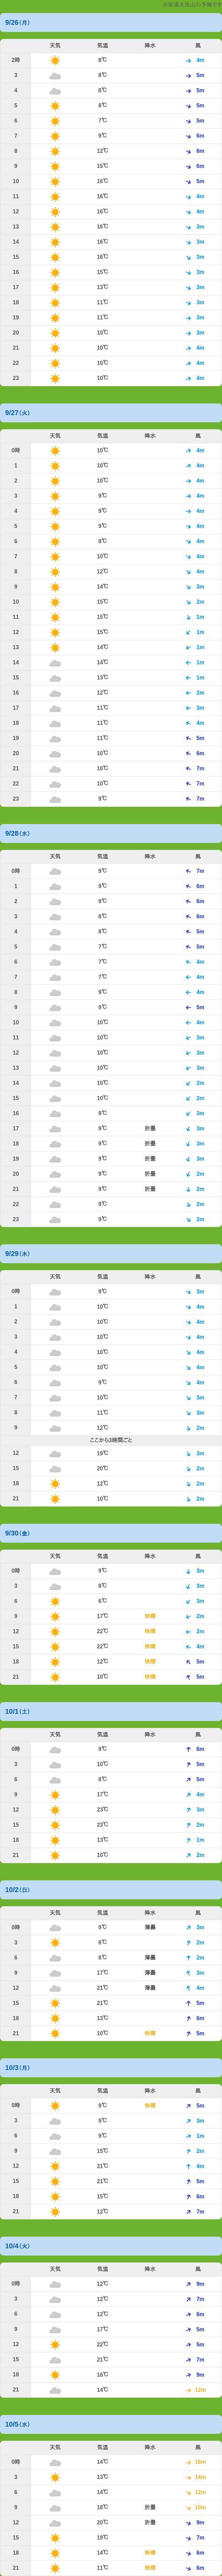 ※知床岳大金山の予報です
9/26(月)
天気 気温 降水 風
2時 8℃ 4m
3 8℃ 5m
4 8℃ 5m
5 8℃ 5m
6 7℃ 5m
7 9℃ 6m
8 12℃ 6m
9 15℃ 6m
10 16℃ 5m
11 16℃ 4m
12 16℃ 4m
13 16℃ 3m
14 16℃ 3m
15 16℃ 3m
16 15℃ 3m
17 13℃ 3m
18 11℃ 3m
19 11℃ 3m
20 10℃ 3m
21 10℃ 4m
22 10℃ 4m
23 10℃ 4m
9/27(火)
天気 気温 降水 風
0時 10℃ 4m
1 10℃ 4m
2 10℃ 4m
3 9℃ 4m
4 9℃ 4m
5 9℃ 4m
6 8℃ 4m
7 10℃ 4m
8 12℃ 4m
9 14℃ 3m
10 15℃ 2m
11 15℃ 1m
12 15℃ 1m
13 14℃ 1m
14 14℃ 1m
15 13℃ 1m
16 12℃ 2m
17 11℃ 3m
18 11℃ 4m
19 11℃ 5m
20 10℃ 6m
21 10℃ 7m
22 10℃ 7m
23 9℃ 7m
9/28(水)
天気 気温 降水 風
0時 9℃ 7m
1 9℃ 6m
2 9℃ 6m
3 8℃ 6m
4 8℃ 5m
5 7℃ 5m
6 7℃ 4m
7 7℃ 4m
8 9℃ 4m
9 9℃ 5m
10 10℃ 4m
11 10℃ 3m
12 10℃ 3m
13 10℃ 3m
14 10℃ 2m
15 10℃ 2m
16 9℃ 3m
17 9℃ 折曇 3m
18 9℃ 折曇 3m
19 9℃ 折曇 3m
20 9℃ 折曇 2m
21 9℃ 折曇 2m
22 9℃ 2m
23 9℃ 2m
9/29(木)
天気 気温 降水 風
0時 9℃ 3m
1 10℃ 4m
2 10℃ 4m
3 10℃ 4m
4 10℃ 4m
5 10℃ 4m
6 9℃ 4m
7 10℃ 3m
8 11℃ 3m
9 12℃ 2m
ここから3時間ごと
12 19℃ 3m
15 20℃ 2m
18 12℃ 2m
21 10℃ 2m
9/30(金)
天気 気温 降水 風
0時 9℃ 3m
3 8℃ 3m
6 6℃ 3m
9 17℃ 快晴 2m
12 22℃ 快晴 2m
15 22℃ 快晴 4m
18 12℃ 快晴 5m
21 10℃ 快晴 5m
10/1(土)
天気 気温 降水 風
0時 9℃ 6m
3 10℃ 5m
6 8℃ 5m
9 17℃ 4m
12 23℃ 3m
15 23℃ 2m
18 13℃ 1m
21 10℃ 2m
10/2(日)
天気 気温 降水 風
0時 9℃ 薄曇 3m
3 8℃ 2m
6 8℃ 薄曇 2m
9 17℃ 薄曇 3m
12 21℃ 薄曇 4m
15 21℃ 5m
18 13℃ 6m
21 10℃ 快晴 5m
10/3(月)
天気 気温 降水 風
0時 9℃ 快晴 5m
3 9℃ 3m
6 9℃ 1m
9 15℃ 2m
12 21℃ 4m
15 21℃ 5m
18 15℃ 6m
21 12℃ 7m
10/4(火)
天気 気温 降水 風
0時 12℃ 9m
3 12℃ 7m
6 12℃ 6m
9 17℃ 5m
12 22℃ 5m
15 21℃ 7m
18 16℃ 9m
21 14℃ 12m
10/5(水)
天気 気温 降水 風
0時 14℃ 16m
3 13℃ 14m
6 14℃ 12m
9 18℃ 折曇 10m
12 20℃ 折曇 9m
15 19℃ 7m
18 14℃ 快晴 6m
21 11℃ 快晴 6m